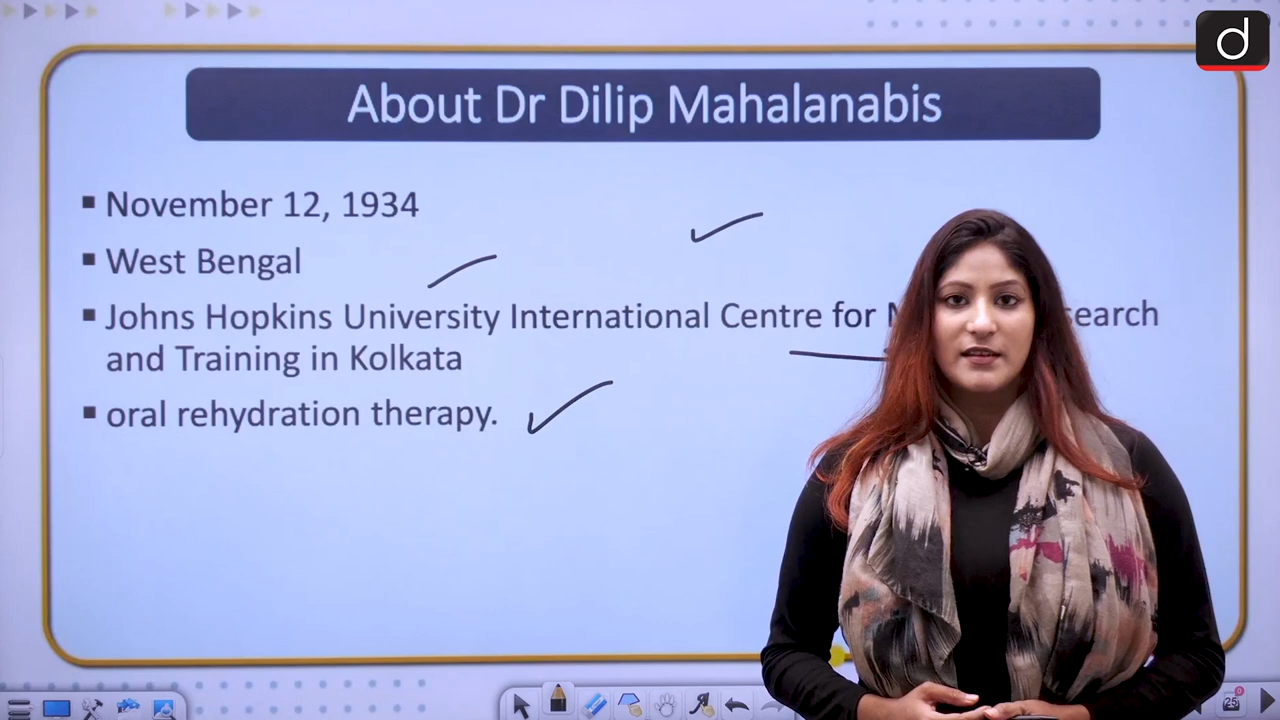 d
About Dr Dilip Mahalanabis
▪ November 12, 1934
▪ West Bengal
▪ Johns Hopkins University International Centre for
and Training in Kolkata
▪ oral rehydration therapy.
25